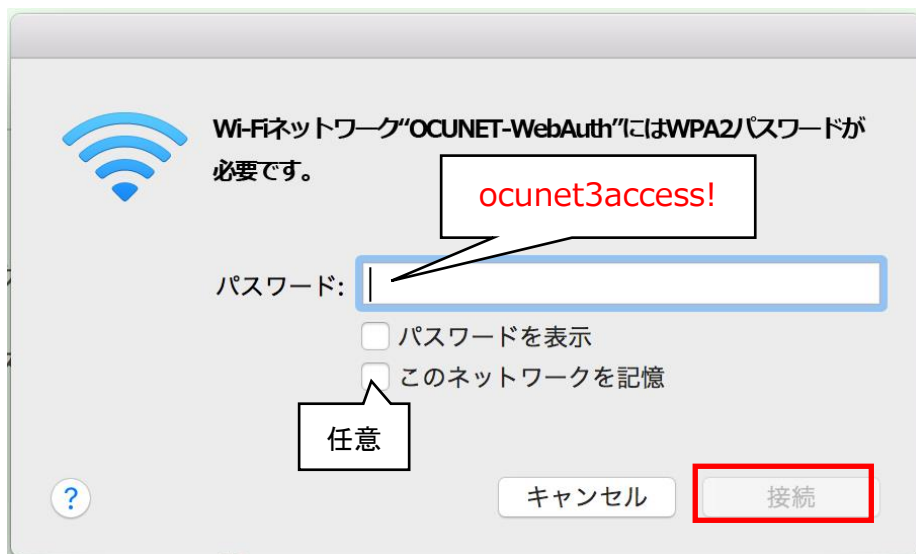 Wi-Fiネットワーク“OCUNET-WebAuth”にはWPA2パスワードが
必要です。
ocunet3access!
パスワード:
パスワードを表示
このネットワークを記憶
任意
?
キャンセル
接続